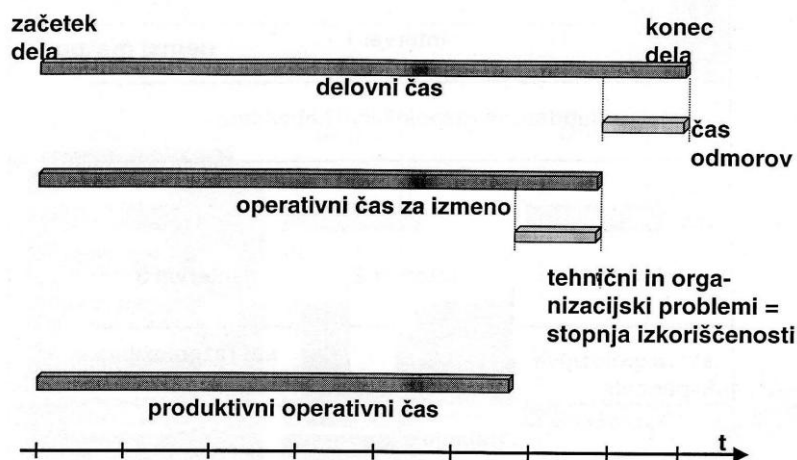 začetek
dela
konec
dela
delovni čas
čas
odmorov
operativni čas za izmeno
tehnični in orga-
nizacijski problemi =
stopnja izkoriščenosti
produktivni operativni čas
t